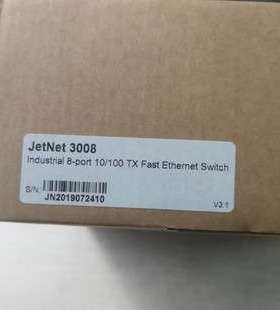 JetNet 3008
Industrial 8-port 10/100 TX Fast Ethernet Switch
S/N:
JN2019072410
V3.1